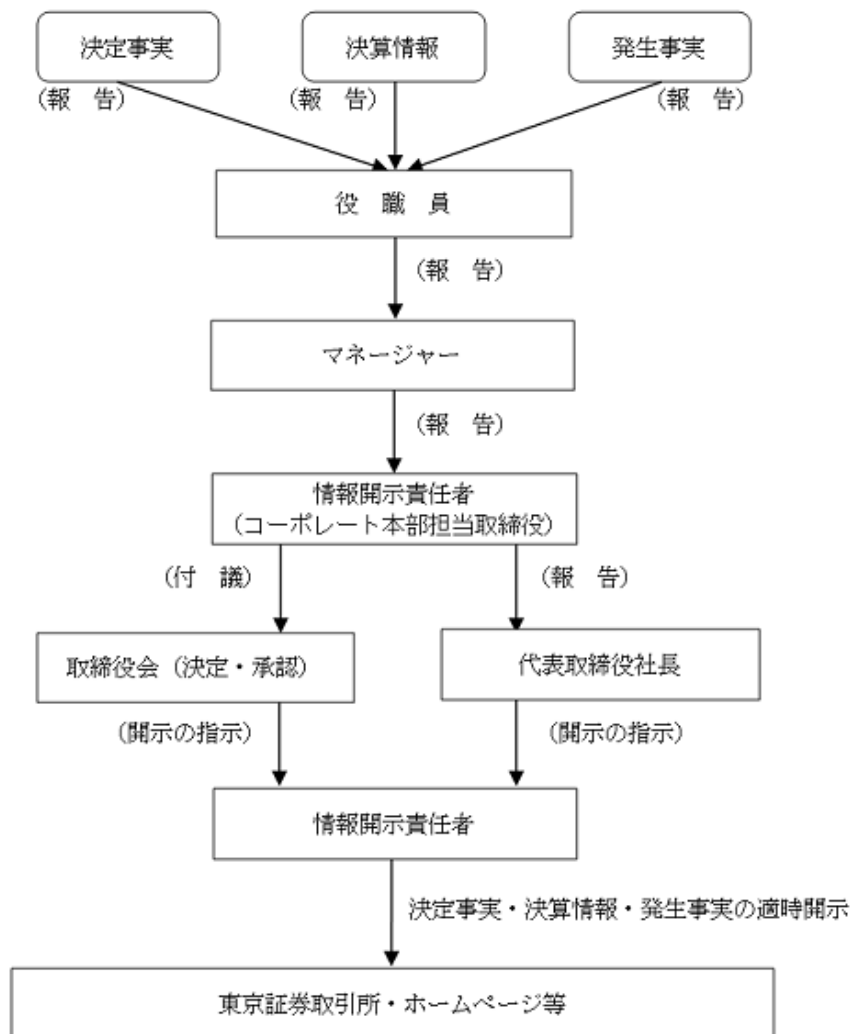 決定事実
決算情報
発生事実
(報 告)
(報 告)
(報 告)
役 職 員
(報 告)
マネージャー
(報 告)
情報開示責任者
(コーポレート本部担当取締役)
(付 議)
(報 告)
取締役会（決定・承認）
代表取締役社長
(開示の指示)
(開示の指示)
情報開示責任者
決定事実・決算情報・発生事実の適時開示
東京証券取引所・ホームページ等